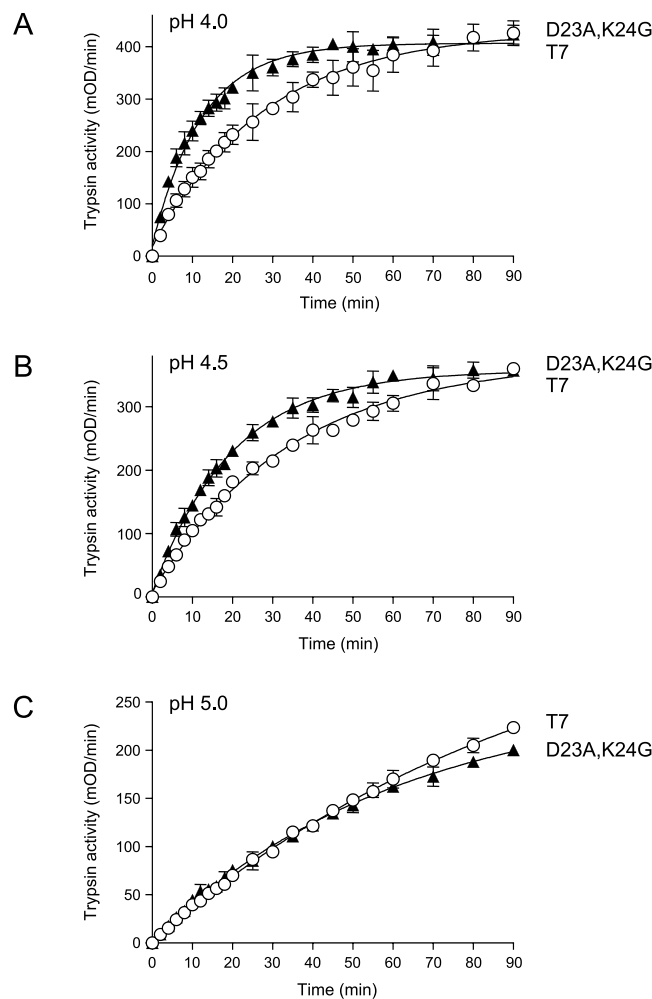 A
pH 4.0
D23A,K24G
T7
Trypsin activity (mOD/min)
400
300
200
100
0
0 10 20 30 40 50 60 70 80 90
Time (min)
B
pH 4.5
D23A,K24G
T7
Trypsin activity (mOD/min)
300
200
100
0
0 10 20 30 40 50 60 70 80 90
Time (min)
C
pH 5.0
T7
D23A,K24G
Trypsin activity (mOD/min)
250
200
150
100
50
0
0 10 20 30 40 50 60 70 80 90
Time (min)